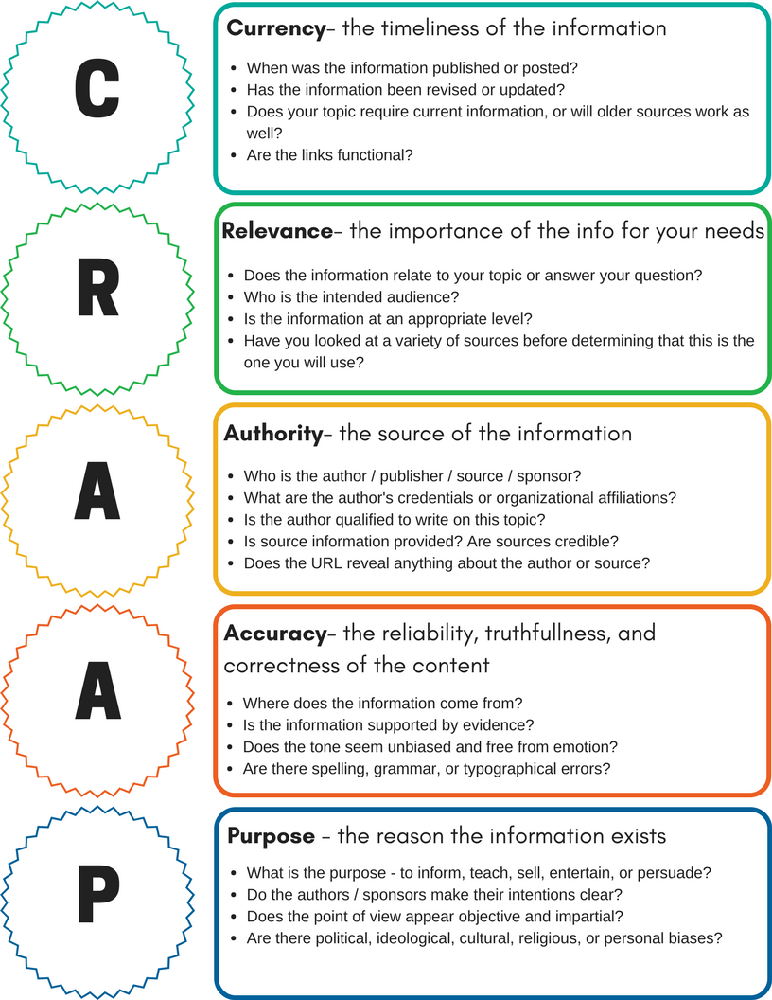 C
Currency– the timeliness of the information
• When was the information published or posted?
• Has the information been revised or updated?
• Does your topic require current information, or will older sources work as
well?
• Are the links functional?
R
Relevance– the importance of the info for your needs
• Does the information relate to your topic or answer your question?
• Who is the intended audience?
• Is the information at an appropriate level?
• Have you looked at a variety of sources before determining that this is the
one you will use?
A
Authority– the source of the information
• Who is the author / publisher / source / sponsor?
• What are the author's credentials or organizational affiliations?
• Is the author qualified to write on this topic?
• Is source information provided? Are sources credible?
• Does the URL reveal anything about the author or source?
A
Accuracy– the reliability, truthfullness, and
correctness of the content
• Where does the information come from?
• Is the information supported by evidence?
• Does the tone seem unbiased and free from emotion?
• Are there spelling, grammar, or typographical errors?
P
Purpose – the reason the information exists
• What is the purpose - to inform, teach, sell, entertain, or persuade?
• Do the authors / sponsors make their intentions clear?
• Does the point of view appear objective and impartial?
• Are there political, ideological, cultural, religious, or personal biases?